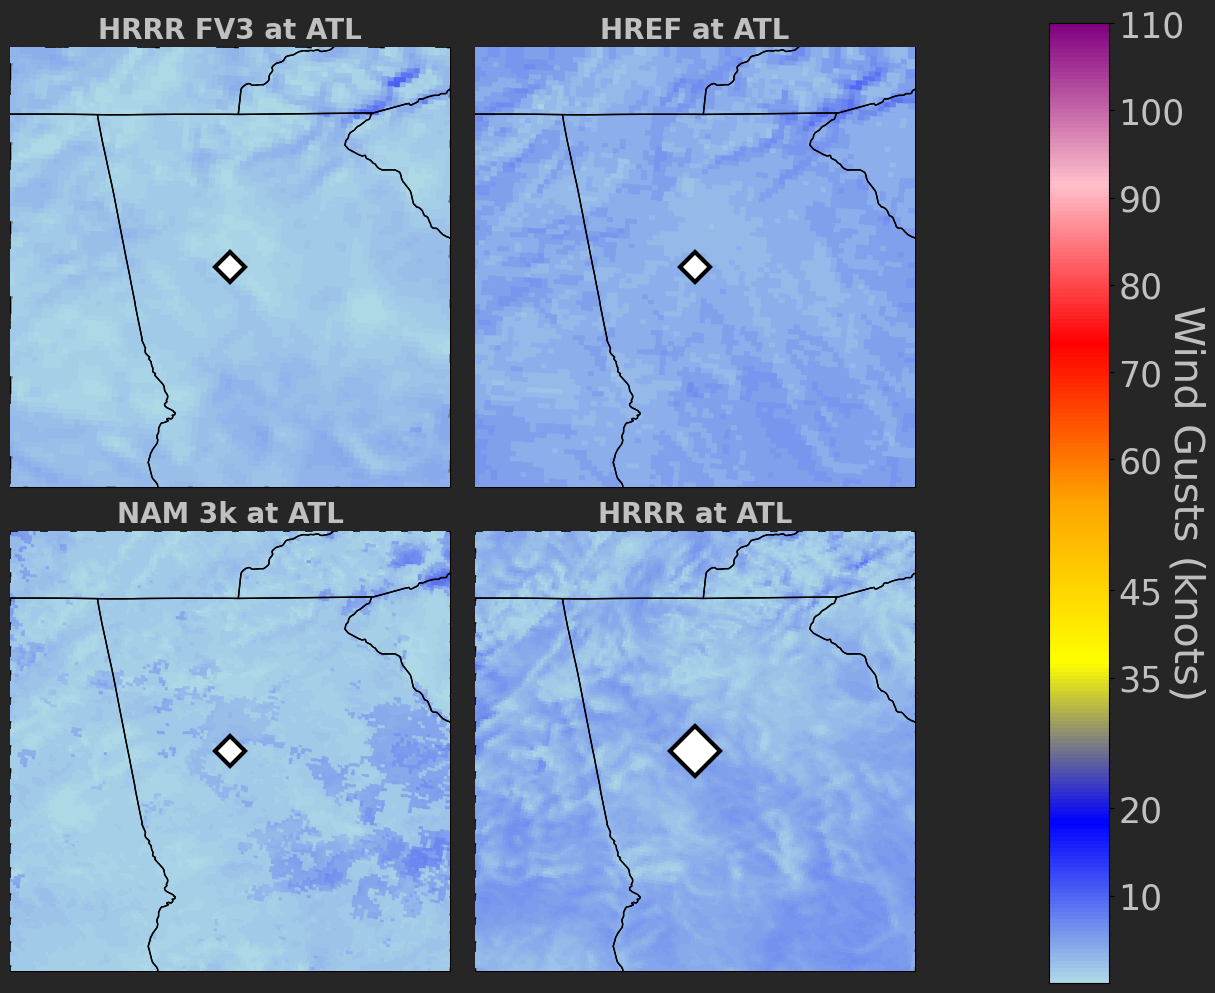 HRRR FV3 at ATL
HREF at ATL
NAM 3k at ATL
HRRR at ATL
110
100
90
80
70
60
45
35
20
10
Wind Gusts (knots)